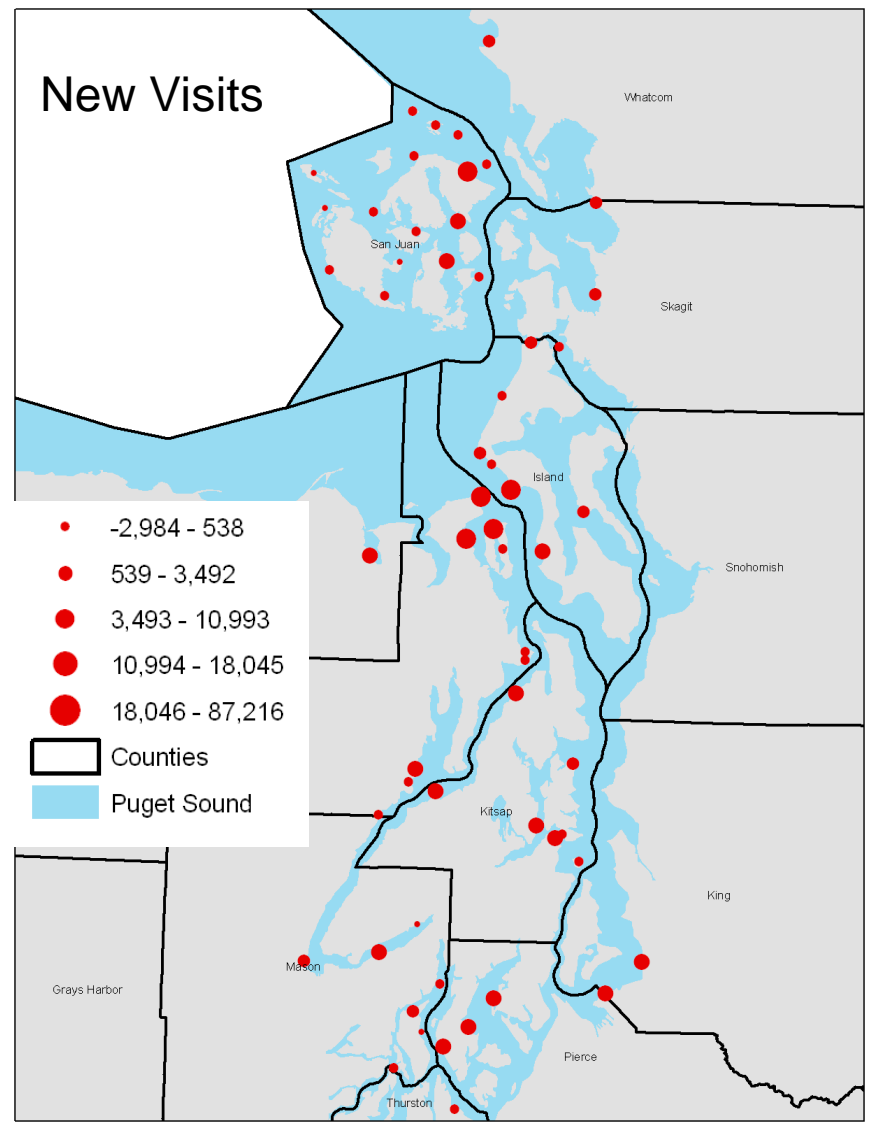 New Visits
Whatcom
San Juan
Skagit
Island
Snohomish
-2,984 - 538
539 - 3,492
3,493 - 10,993
10,994 - 18,045
18,046 - 87,216
Counties
Puget Sound
Kitsap
King
Mason
Grays Harbor
Pierce
Thurston